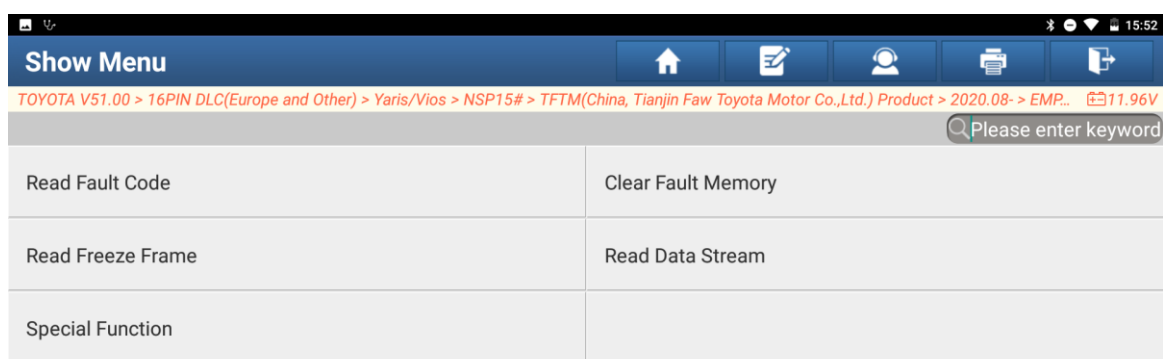 15:52
Show Menu
TOYOTA V51.00 > 16PIN DLC(Europe and Other) > Yaris/Vios > NSP15# > TFTM(China, Tianjin Faw Toyota Motor Co.,Ltd.) Product > 2020.08- > EMP... 11.96V
Please enter keyword
Read Fault Code
Clear Fault Memory
Read Freeze Frame
Read Data Stream
Special Function